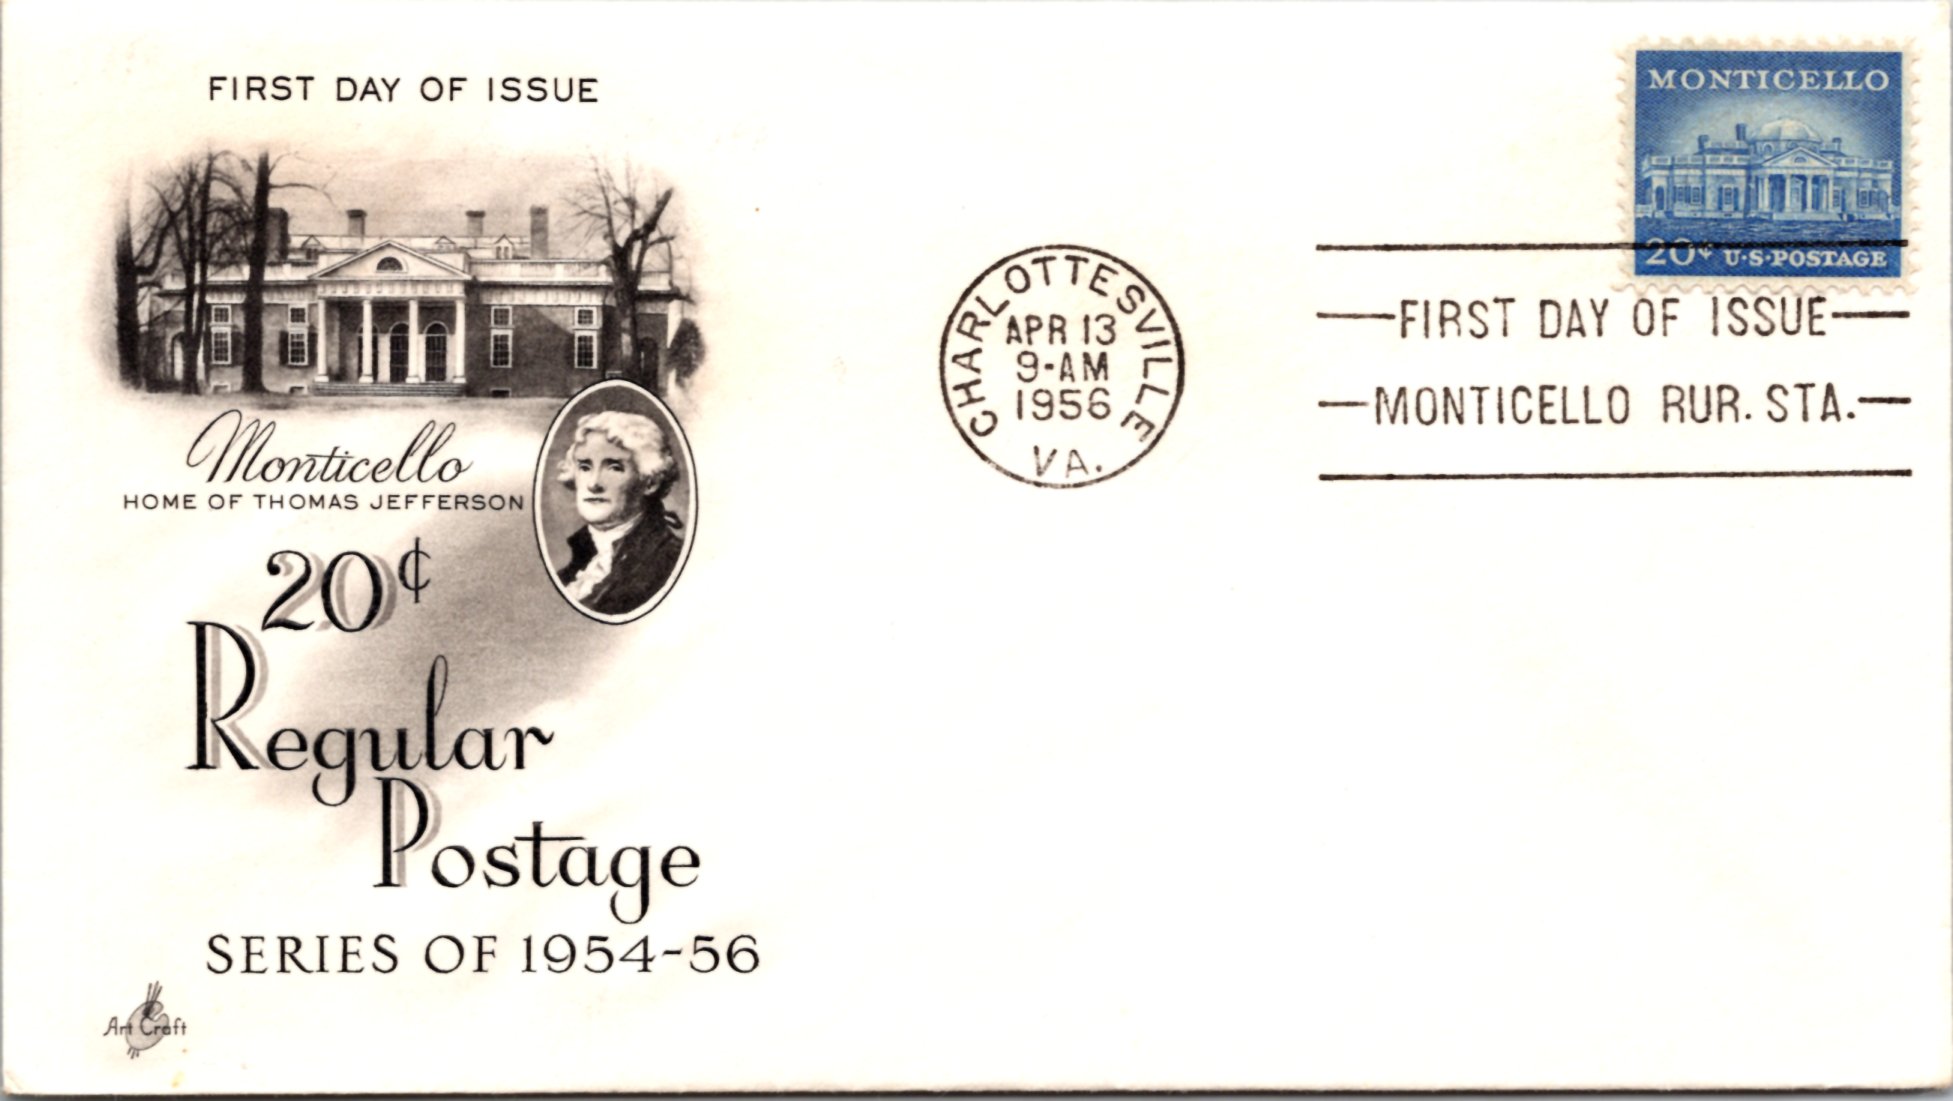 FIRST DAY OF ISSUE
Monticello
HOME OF THOMAS JEFFERSON
20¢
Regular
Postage
SERIES OF 1954-56
Art Craft
CHARLOTTESVILLE
APR 13
9-AM
1956
VA.
MONTICELLO
20¢ U·S·POSTAGE
FIRST DAY OF ISSUE
MONTICELLO RUR. STA.